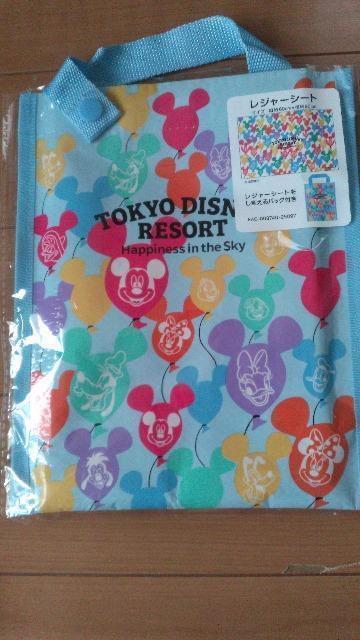 レジャーシート
レジャーシートを
しまえるバッグ付き
TOKYO DISN
RESORT
Happiness in the Sky